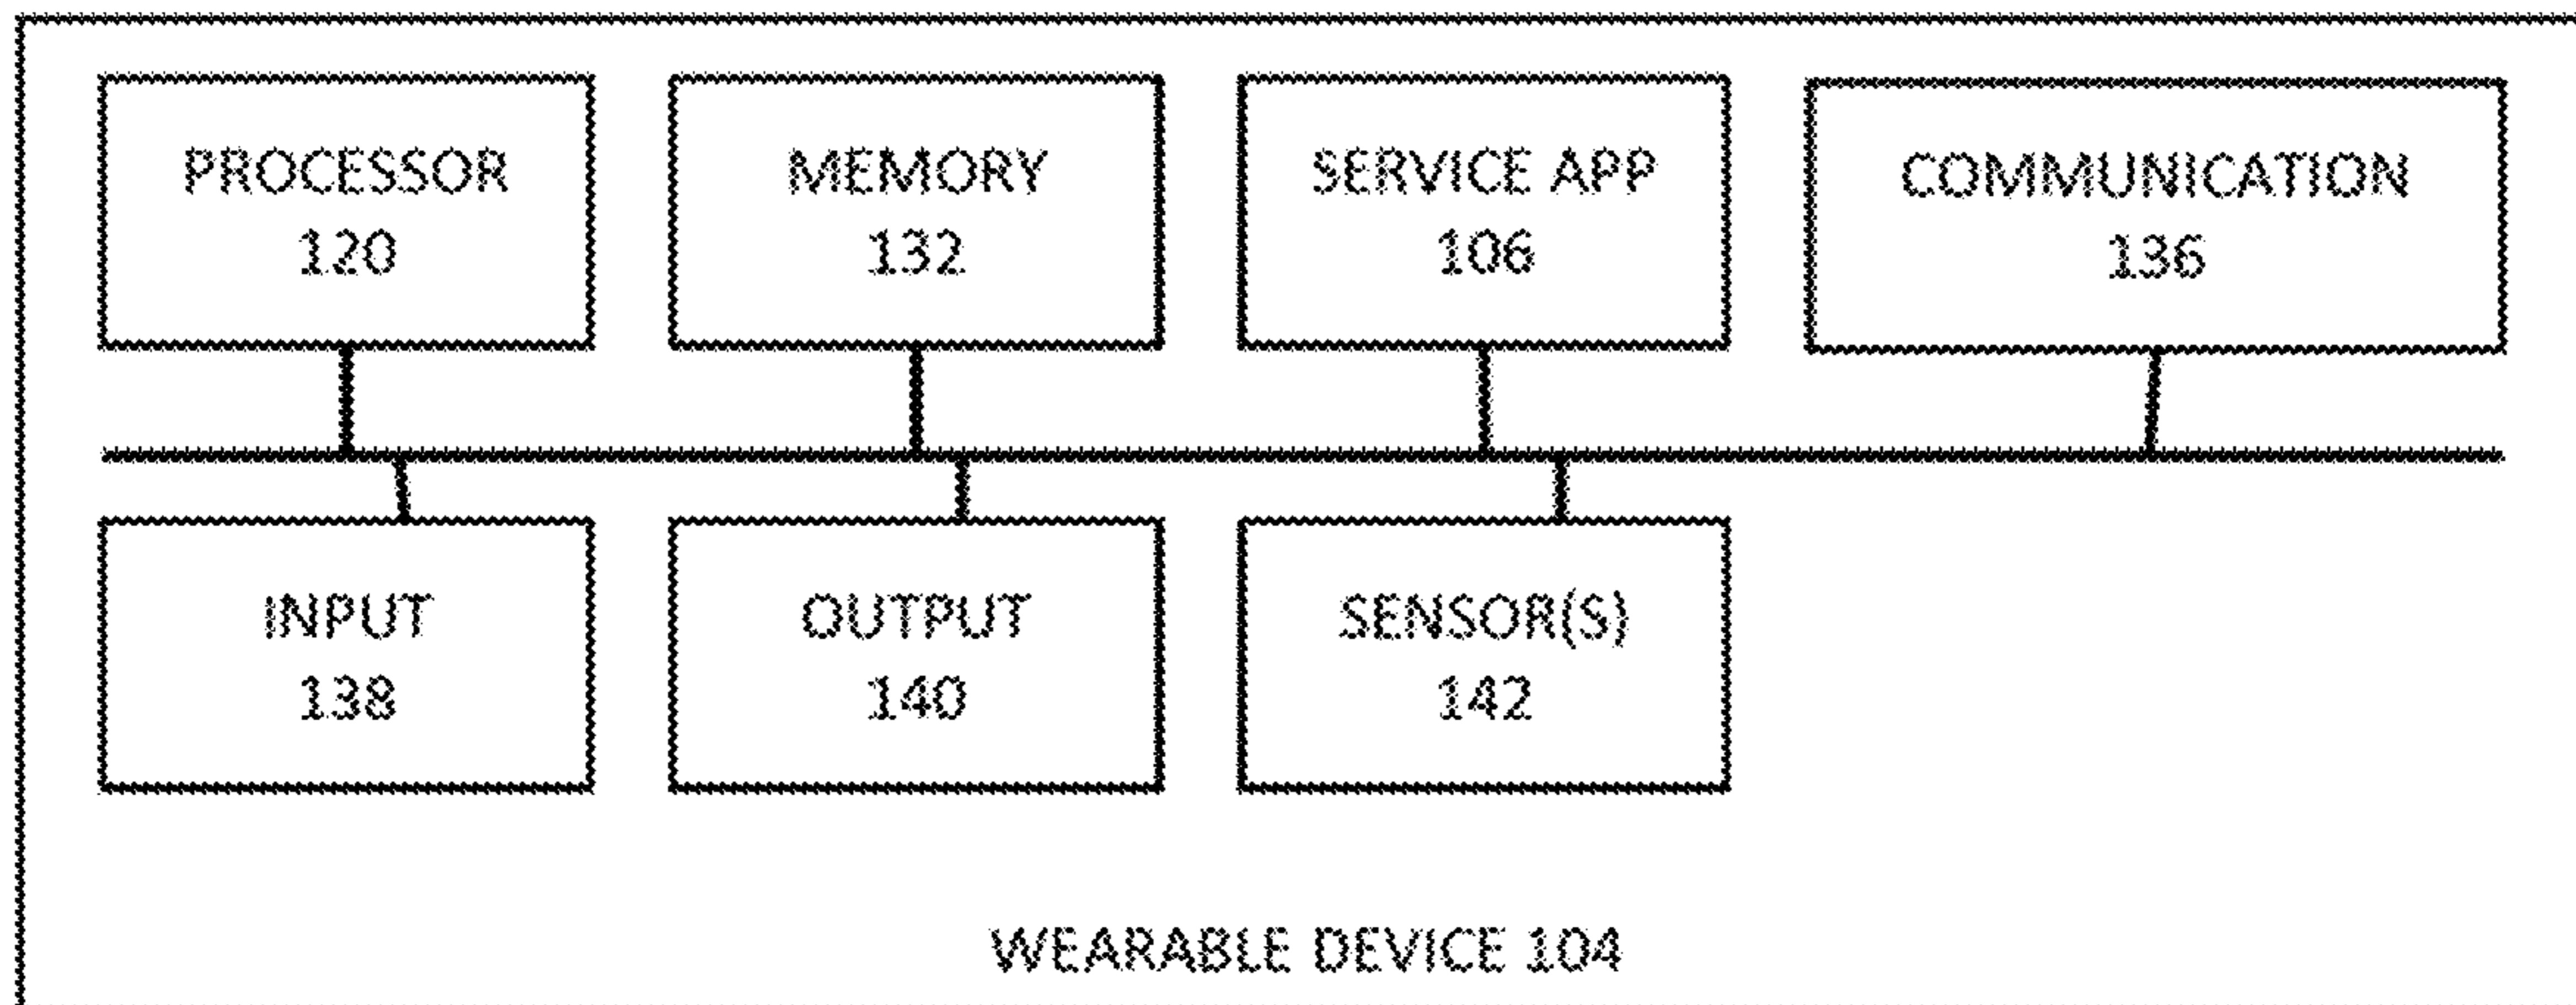 PROCESSOR
120
MEMORY
132
SERVICE APP
106
COMMUNICATION
136
INPUT
138
OUTPUT
140
SENSOR(S)
142
WEARABLE DEVICE 104